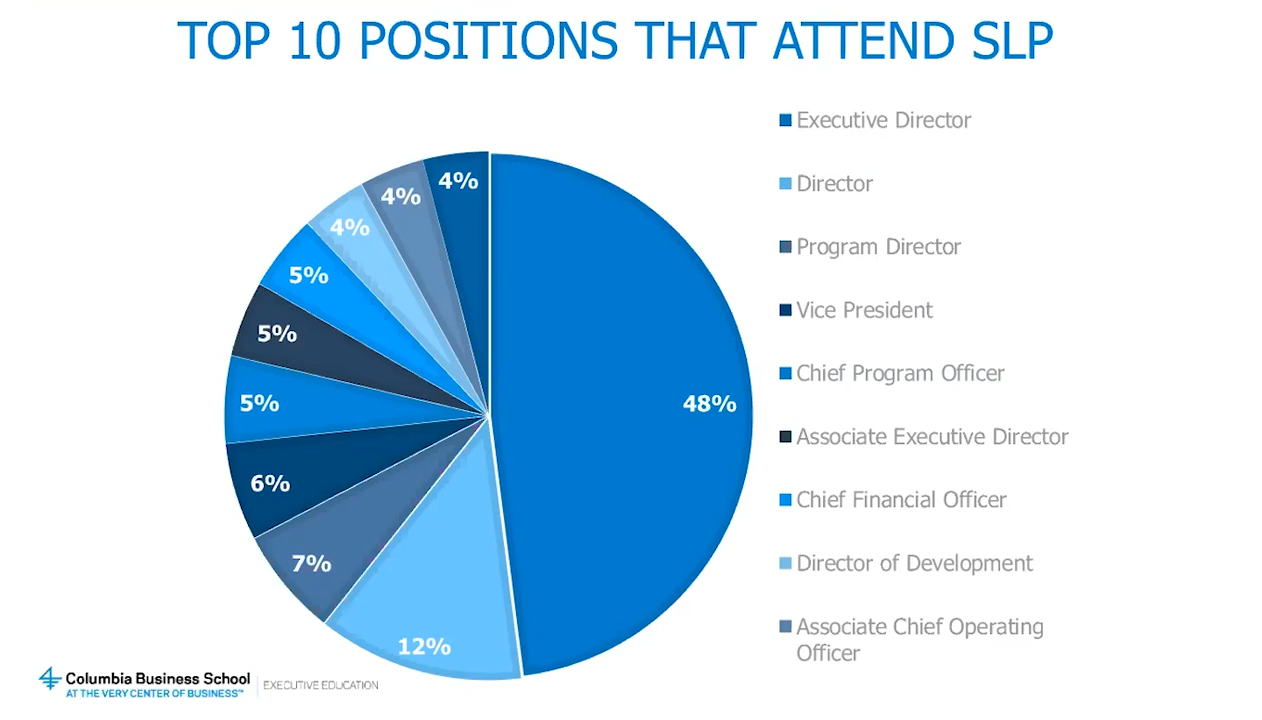 TOP 10 POSITIONS THAT ATTEND SLP
Executive Director
Director
Program Director
Vice President
Chief Program Officer
Associate Executive Director
Chief Financial Officer
Director of Development
Associate Chief Operating
Officer
4%
4%
4%
5%
5%
5%
6%
7%
12%
48%
Columbia Business School
AT THE VERY CENTER OF BUSINESS™
EXECUTIVE EDUCATION